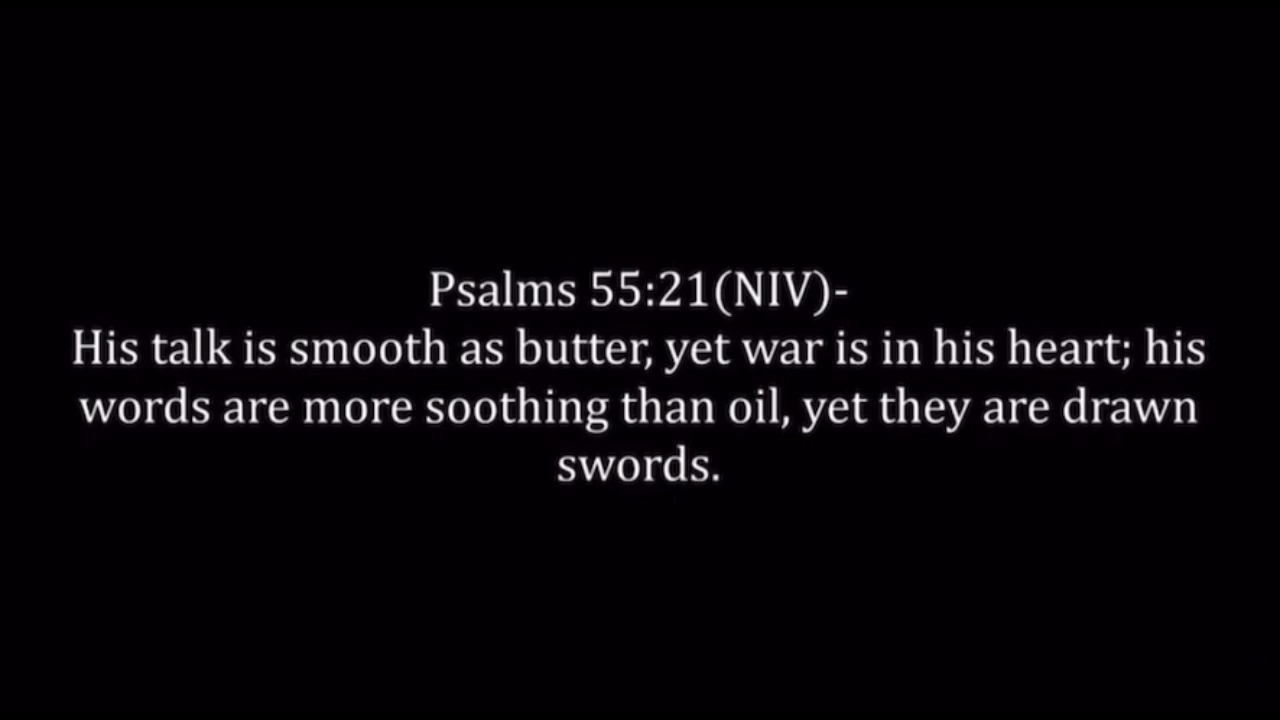 Psalms 55:21(NIV)-
His talk is smooth as butter, yet war is in his heart; his
words are more soothing than oil, yet they are drawn
swords.